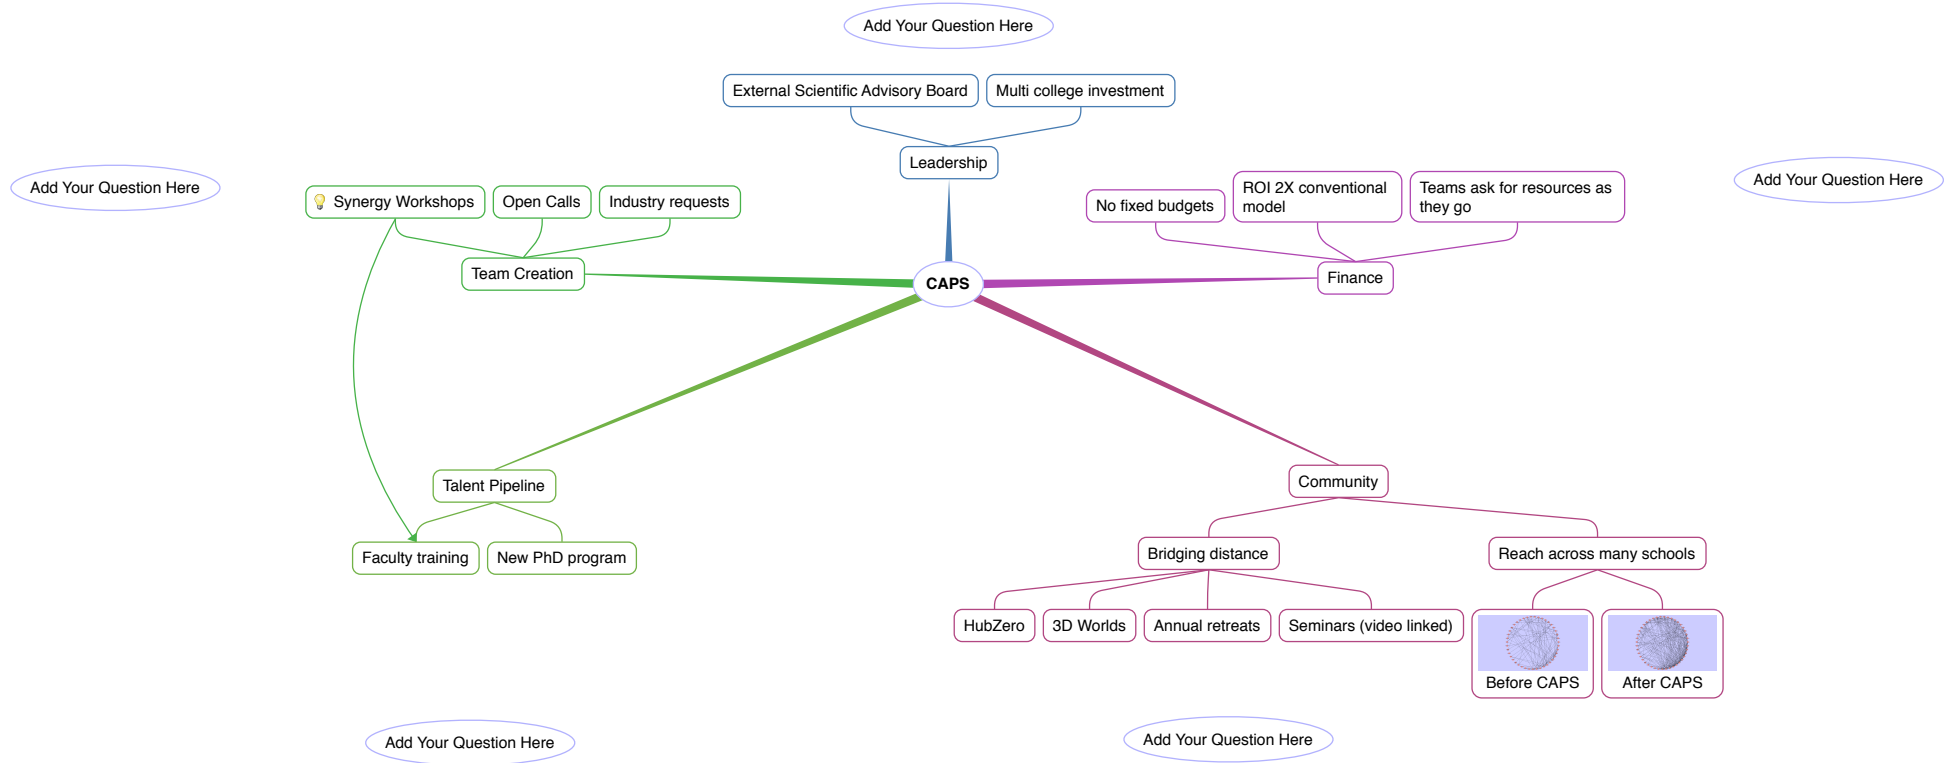 Add Your Question Here
External Scientific Advisory Board
Multi college investment
Leadership
Add Your Question Here
Add Your Question Here
Synergy Workshops
Open Calls
Industry requests
Team Creation
No fixed budgets
ROI 2X conventional
model
Teams ask for resources as
they go
Finance
CAPS
Talent Pipeline
Faculty training
New PhD program
Community
Bridging distance
Reach across many schools
HubZero
3D Worlds
Annual retreats
Seminars (video linked)
Before CAPS
After CAPS
Add Your Question Here
Add Your Question Here